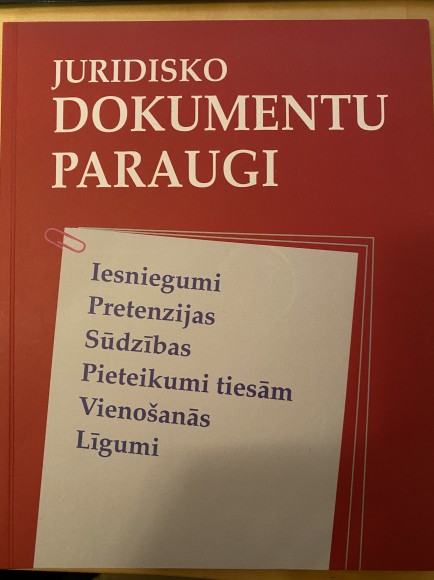 JURIDISKO
DOKUMENTU
PARAUGI
Iesniegumi
Pretenzijas
Sūdzības
Pieteikumi tiesām
Vienošanās
Līgumi